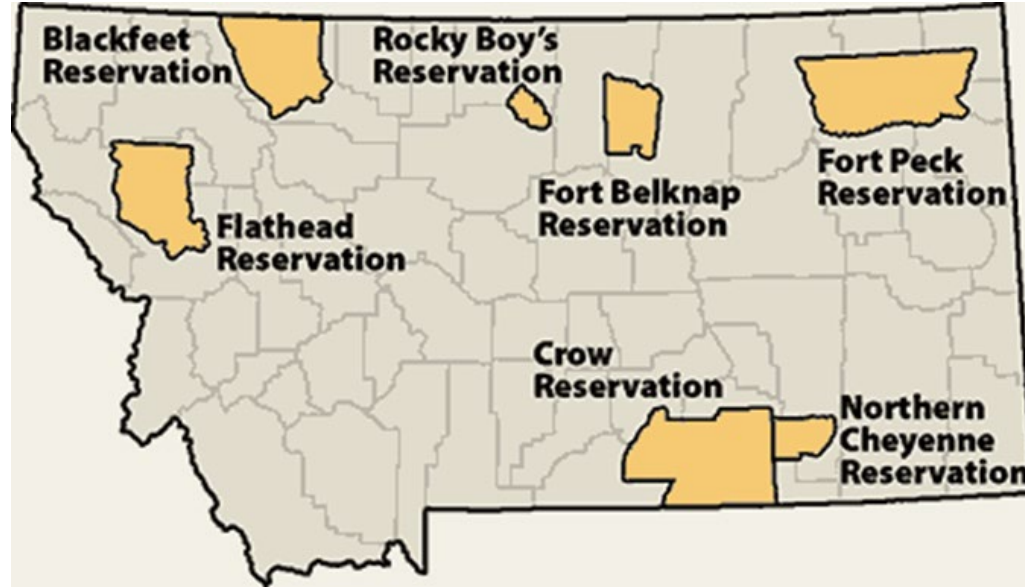 Blackfeet
Reservation
Rocky Boy's
Reservation
Fort Belknap
Reservation
Fort Peck
Reservation
Flathead
Reservation
Crow
Reservation
Northern
Cheyenne
Reservation